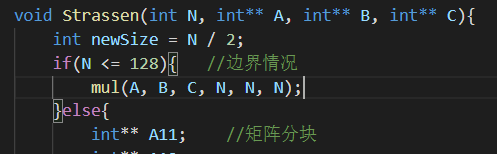 void Strassen(int N, int** A, int** B, int** C){
int newSize = N / 2;
if(N <= 128){ //边界情况
mul(A, B, C, N, N, N);
}else{
int** A11; //矩阵分块